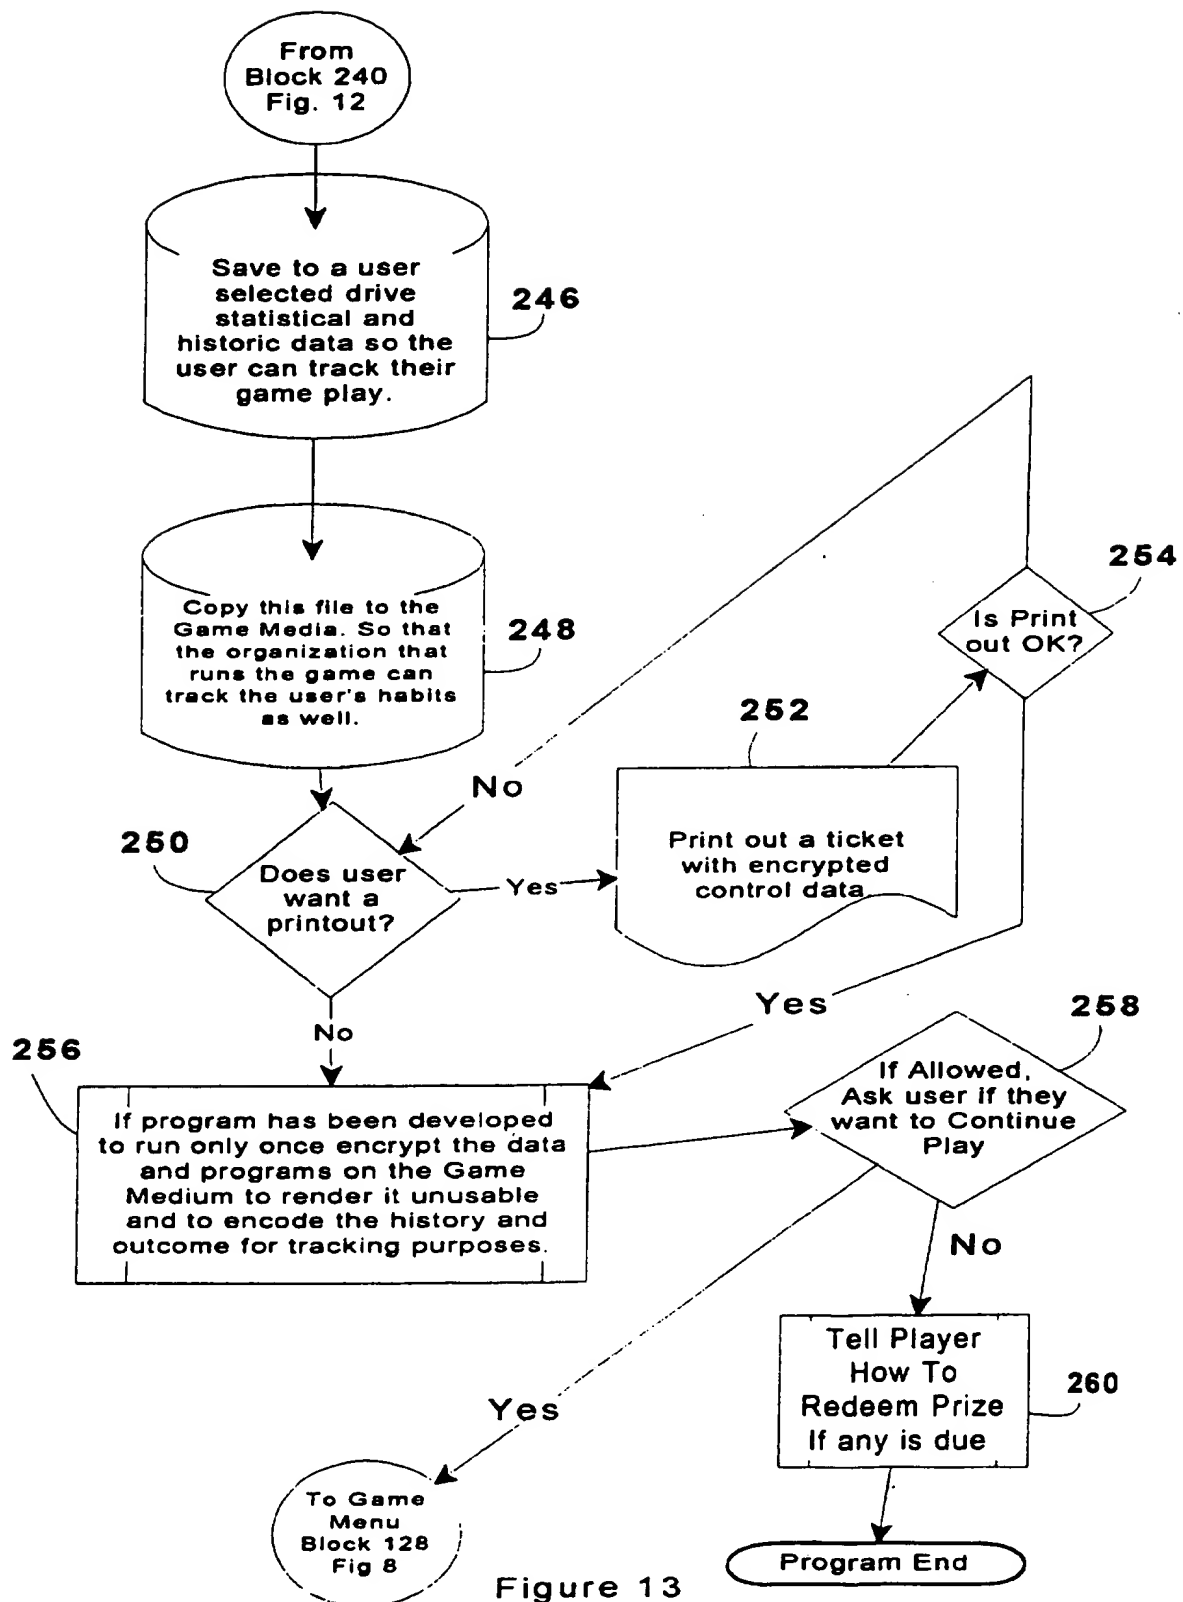 From
Block 240
Fig. 12
Save to a user
selected drive
statistical and
historic data so the
user can track their
game play.
246
Copy this file to the
Game Media. So that
the organization that
runs the game can
track the user's habits
as well.
248
254
Is Print
out OK?
252
No
Print out a ticket
with encrypted
control data
250
Does user
want a
printout?
Yes
No
Yes
258
If Allowed,
Ask user if they
want to Continue
Play
256
If program has been developed
to run only once encrypt the data
and programs on the Game
Medium to render it unusable
and to encode the history and
outcome for tracking purposes.
No
Tell Player
How To
Redeem Prize
If any is due
260
Yes
To Game
Menu
Block 128
Fig 8
Program End
Figure 13